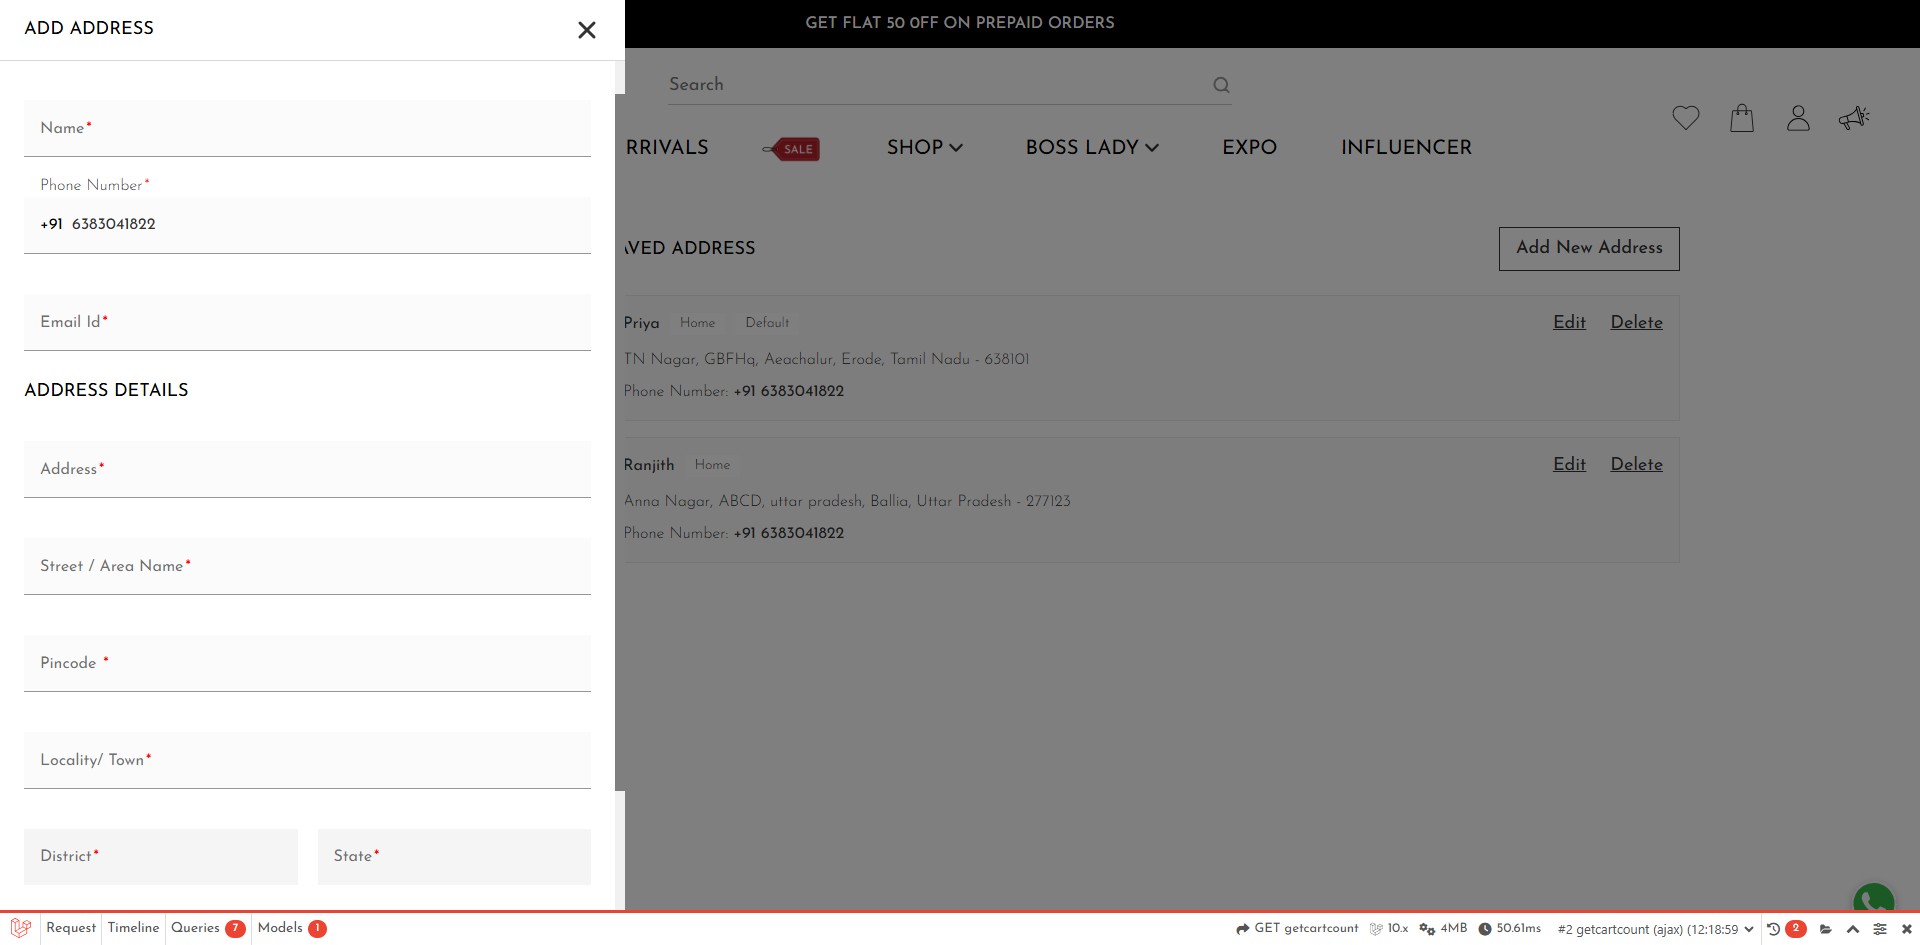 ADD ADDRESS
Name*
Phone Number*
+91 6383041822
Email Id*
ADDRESS DETAILS
Address*
Street / Area Name*
Pincode *
Locality/ Town*
District*
State*
GET FLAT 50 OFF ON PREPAID ORDERS
Search
RRIVALS
SALE
SHOP
BOSS LADY
EXPO
INFLUENCER
AVED ADDRESS
Add New Address
Priya Home Default
Edit Delete
TN Nagar, GBFHq, Aeachalur, Erode, Tamil Nadu - 638101
Phone Number: +91 6383041822
Ranjith Home
Edit Delete
Anna Nagar, ABCD, uttar pradesh, Ballia, Uttar Pradesh - 277123
Phone Number: +91 6383041822
Request Timeline Queries 7 Models 1
GET getcartcount 10.x 4MB 50.61ms #2 getcartcount (ajax) (12:18:59 2